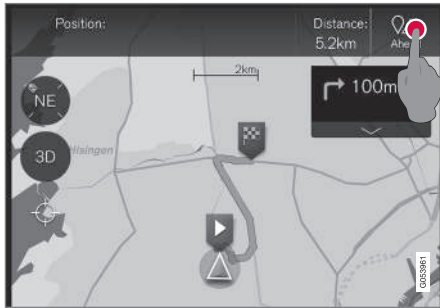 Position:
Distance:
5.2km
Ahe
2km
NE
100m
3D
Hisingen
G053961